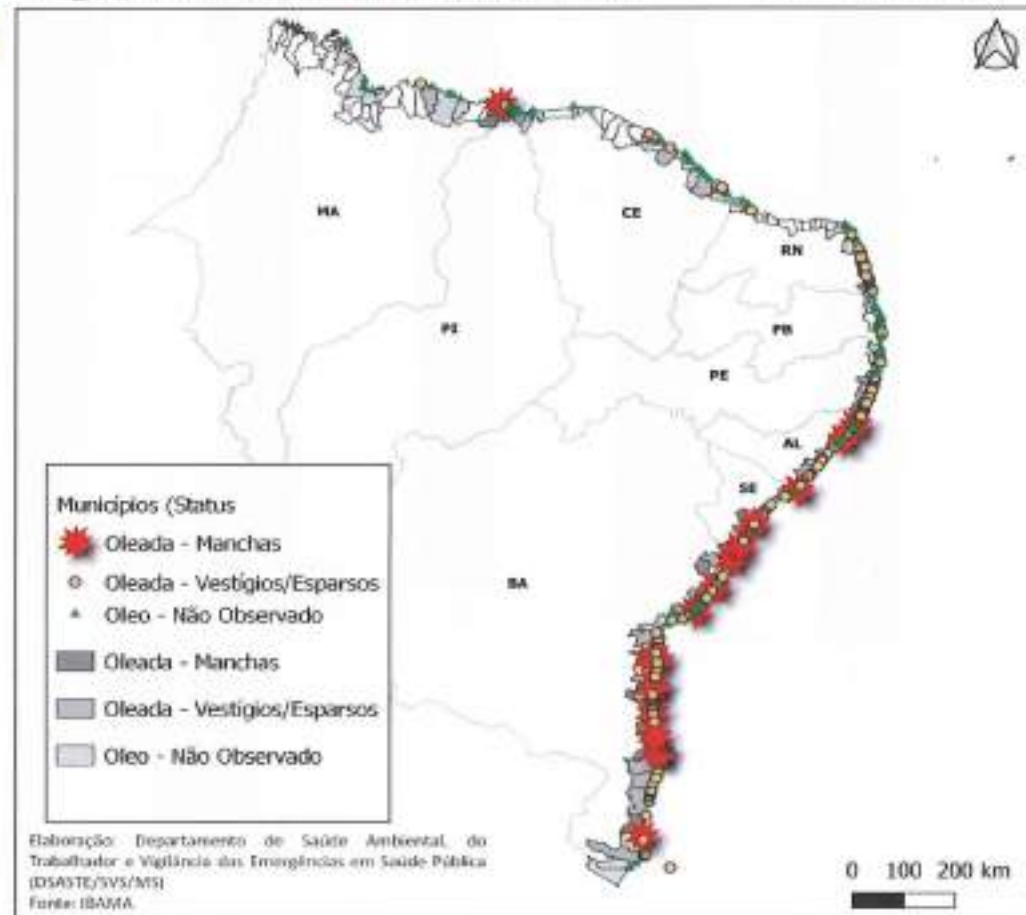 MA
CE
RN
PI
PB
PE
AL
SE
BA
Municípios (Status
Oleada - Manchas
Oleada - Vestígios/Esparsos
Oleo - Não Observado
Oleada - Manchas
Oleada - Vestígios/Esparsos
Oleo - Não Observado
Elaboração: Departamento de Saúde Ambiental, do
Trabalhador e Vigilância das Emergências em Saúde Pública
(DSASTE/SVS/MS)
Fonte: IBAMA
0 100 200 km